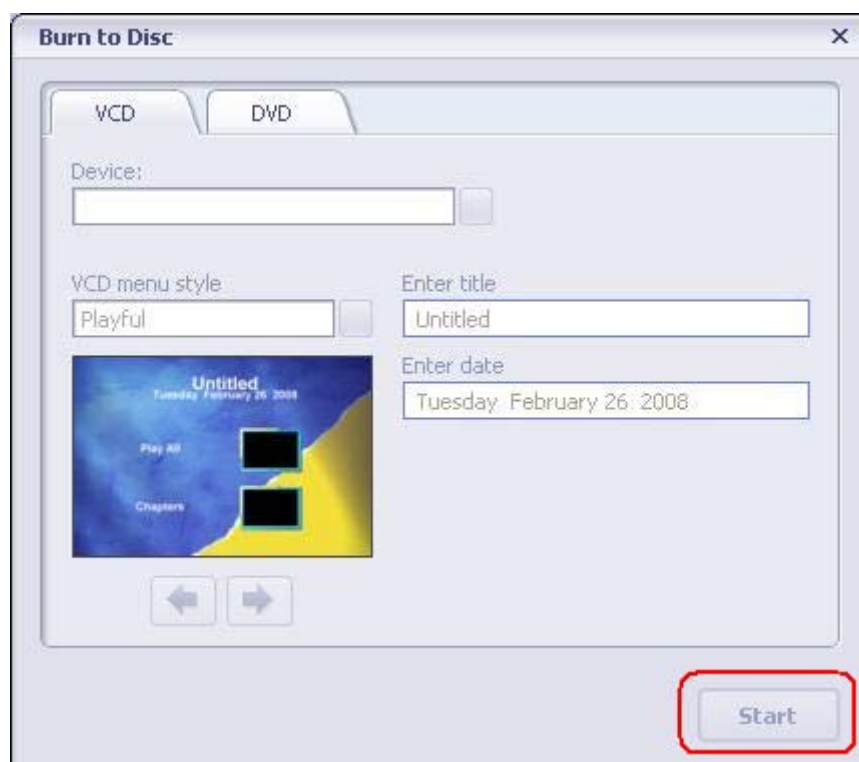 Burn to Disc
VCD
DVD
Device:
VCD menu style
Playful
Enter title
Untitled
Enter date
Tuesday February 26 2008
Untitled
Tuesday February 26 2008
Play All
Chapters
Start